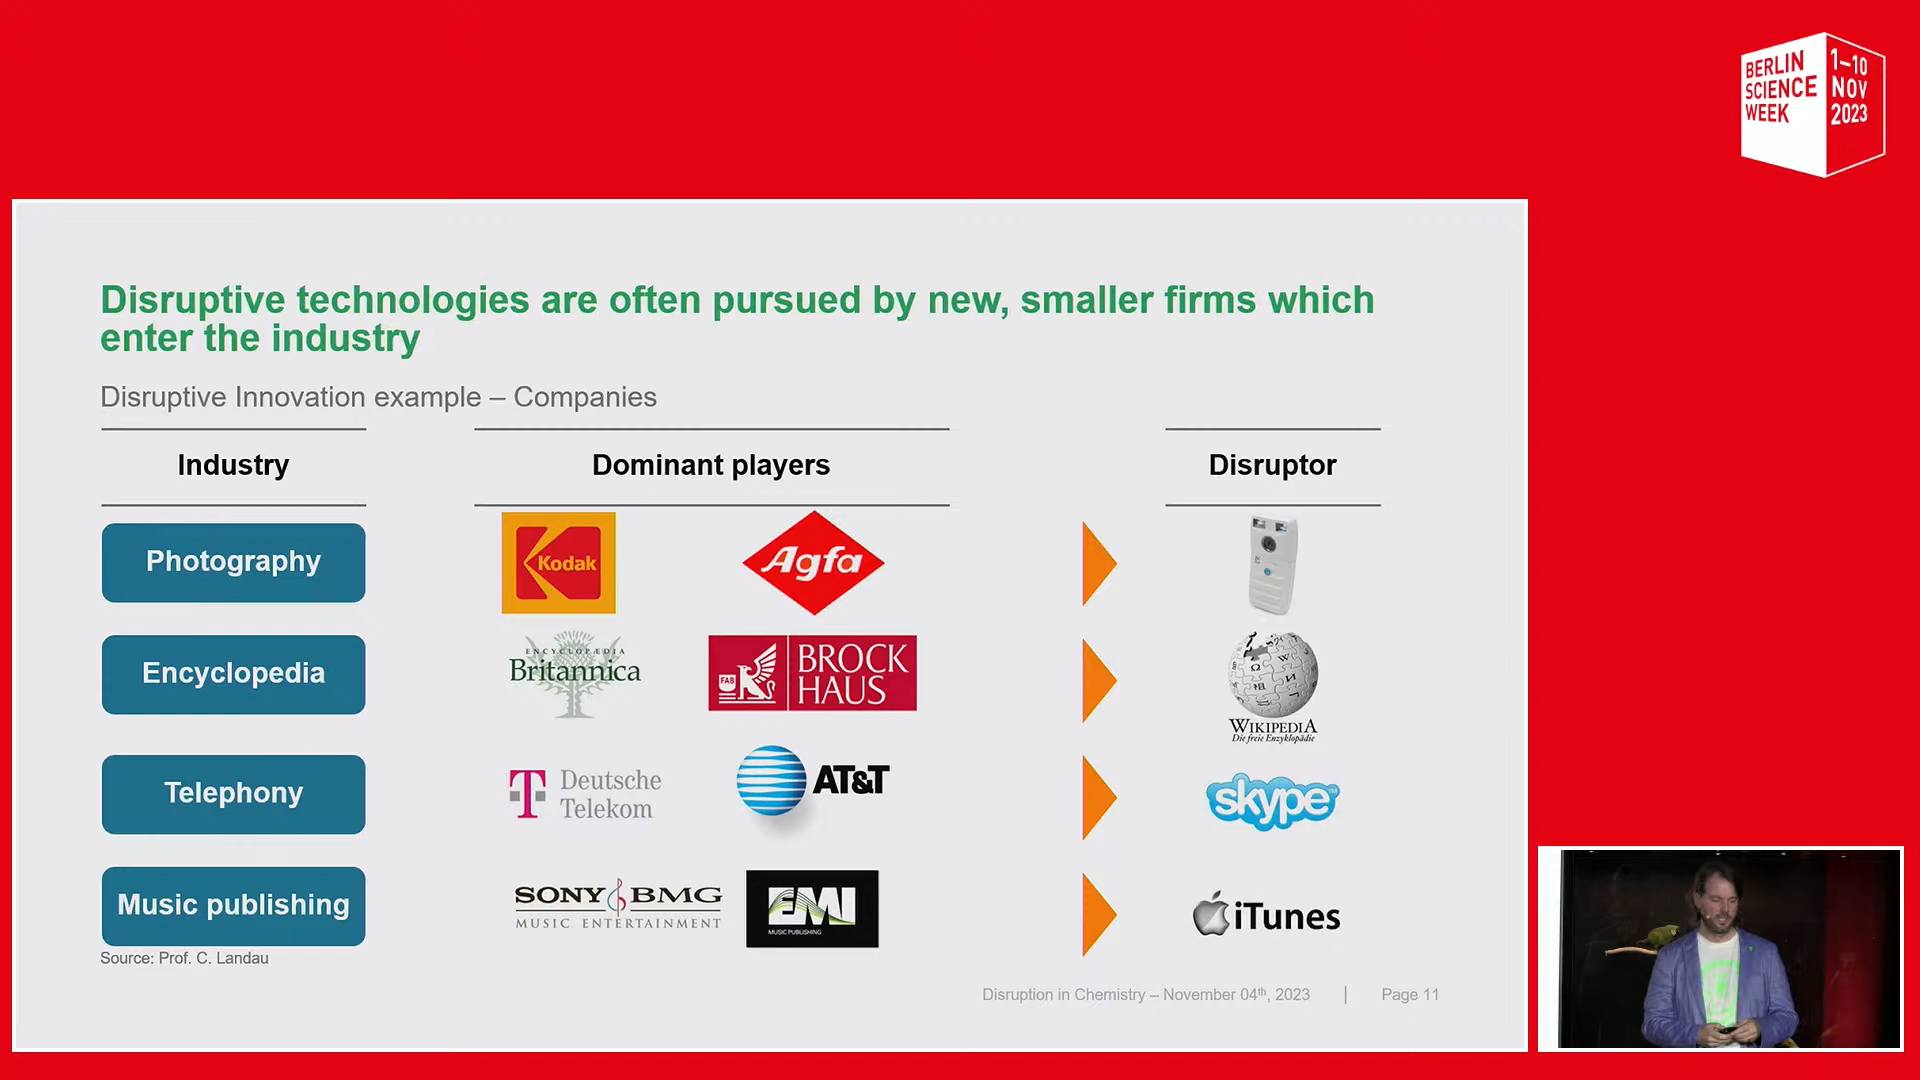 BERLIN
SCIENCE
WEEK
1–10
NOV
2023
Disruptive technologies are often pursued by new, smaller firms which
enter the industry
Disruptive Innovation example – Companies
Industry
Dominant players
Disruptor
Photography
Kodak
Agfa
Encyclopedia
ENCYCLOPÆDIA
Britannica
FAB
BROCK
HAUS
WIKIPEDIA
Die freie Enzyklopädie
Telephony
T Deutsche
Telekom
AT&T
skype™
Music publishing
SONY BMG
MUSIC ENTERTAINMENT
EMI
MUSIC PUBLISHING
iTunes
Source: Prof. C. Landau
Disruption in Chemistry – November 04th, 2023 | Page 11